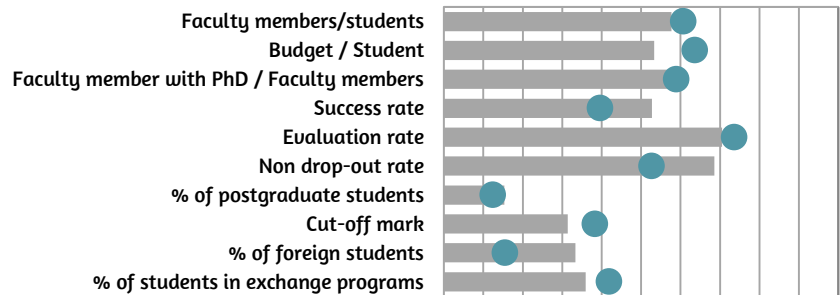 Faculty members/students
Budget / Student
Faculty member with PhD / Faculty members
Success rate
Evaluation rate
Non drop-out rate
% of postgraduate students
Cut-off mark
% of foreign students
% of students in exchange programs